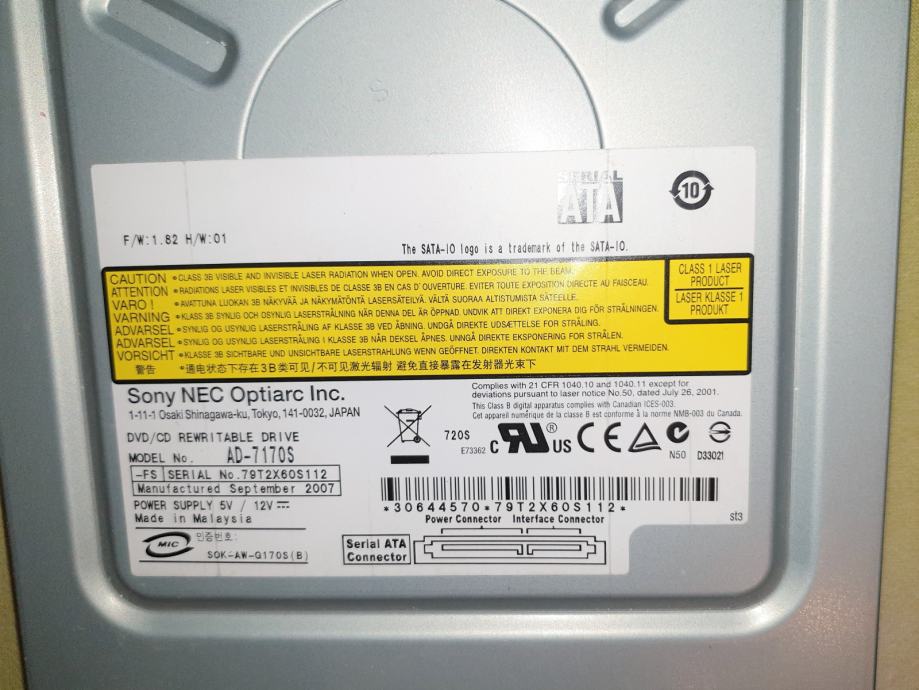 SERIAL
ATA
10
F/W:1.82 H/W:01
The SATA-IO logo is a trademark of the SATA-IO.
CAUTION •CLASS 3B VISIBLE AND INVISIBLE LASER RADIATION WHEN OPEN. AVOID DIRECT EXPOSURE TO THE BEAM.
ATTENTION •RADIATIONS LASER VISIBLES ET INVISIBLES DE CLASSE 3B EN CAS D'OUVERTURE. EVITER TOUTE EXPOSITION DIRECTE AU FAISCEAU.
VARO! •AVATTUNA LUOKAN 3B NÄKYVÄÄ JA NÄKYMÄTÖNTÄ LASERSÄTEILYÄ. VÄLTÄ SUORAA ALTISTUMISTA SÄTEELLE.
VARNING •KLASS 3B SYNLIG OCH OSYNLIG LASERSTRÅLNING NÄR DENNA DEL ÄR ÖPPNAD. UNDVIK ATT DIREKT EXPONERA DIG FÖR STRÅLNINGEN.
ADVARSEL •SYNLIG OG USYNLIG LASERSTRÅLING AF KLASSE 3B VED ÅBNING. UNDGÅ DIREKTE UDSÆTTELSE FOR STRÅLING.
ADVARSEL •SYNLIG OG USYNLIG LASERSTRÅLING I KLASSE 3B NÅR DEKSEL ÅPNES. UNNGÅ DIREKTE EKSPONERING FOR STRÅLEN.
VORSICHT •KLASSE 3B SICHTBARE UND UNSICHTBARE LASERSTRAHLUNG WENN GEÖFFNET. DIREKTEN KONTAKT MIT DEM STRAHL VERMEIDEN.
警告 •通电状态下存在3B类可见/不可见激光辐射 避免直接暴露在发射器光束下
CLASS 1 LASER
PRODUCT
LASER KLASSE 1
PRODUKT
Sony NEC Optiarc Inc.
1-11-1 Osaki Shinagawa-ku, Tokyo, 141-0032, JAPAN
DVD/CD REWRITABLE DRIVE
MODEL No. AD-7170S
-FS SERIAL No.79T2X60S112
Manufactured September 2007
POWER SUPPLY 5V / 12V
Made in Malaysia
MIC 인증번호:
SOK-AW-G170S(B)
Complies with 21 CFR 1040.10 and 1040.11 except for
deviations pursuant to laser notice No.50, dated July 26, 2001.
This Class B digital apparatus complies with Canadian ICES-003.
Cet appareil numérique de la classe B est conforme à la norme NMB-003 du Canada.
720S
E73362
C RU® US CE
N50
D33021
*30644570*79T2X60S112*
Power Connector Interface Connector
Serial ATA
Connector
st3